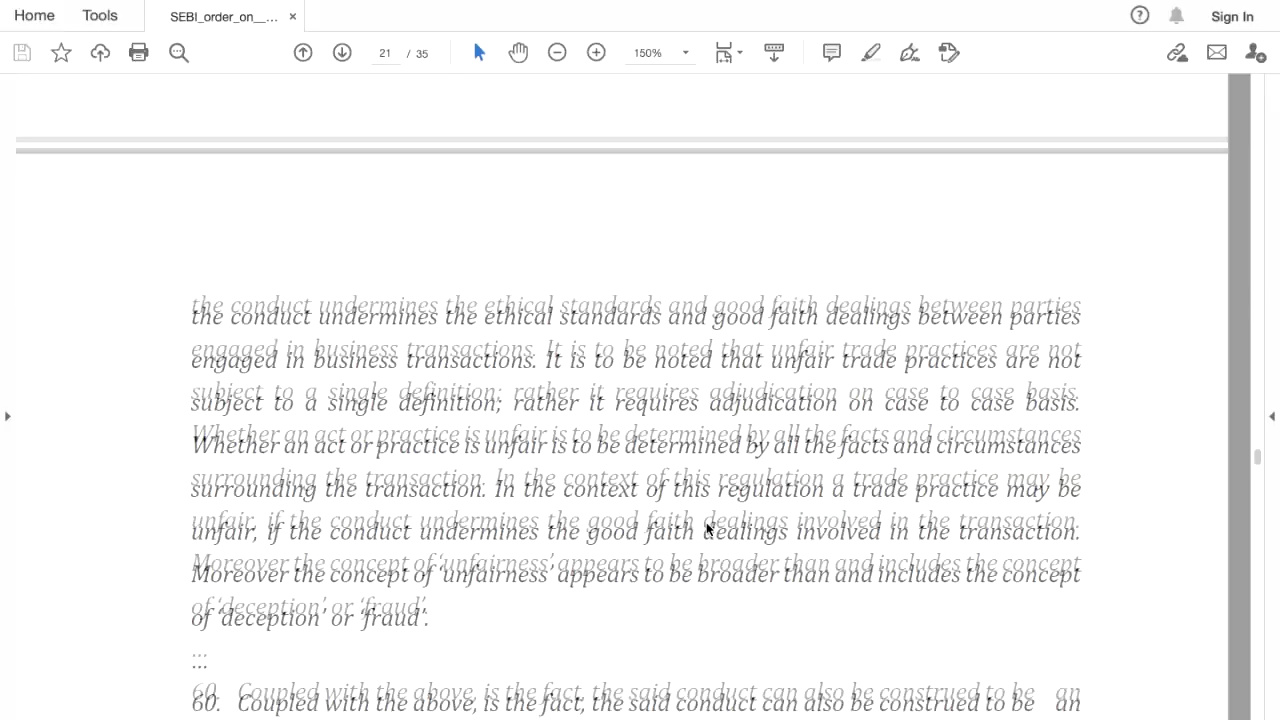 Home Tools SEBI_order_on__... × Sign In
21 / 35 150%
the conduct undermines the ethical standards and good faith dealings between parties
engaged in business transactions. It is to be noted that unfair trade practices are not
subject to a single definition; rather it requires adjudication on case to case basis.
Whether an act or practice is unfair is to be determined by all the facts and circumstances
surrounding the transaction. In the context of this regulation a trade practice may be
unfair, if the conduct undermines the good faith dealings involved in the transaction.
Moreover the concept of ‘unfairness’ appears to be broader than and includes the concept
of ‘deception’ or ‘fraud’.
...
60. Coupled with the above, is the fact, the said conduct can also be construed to be an